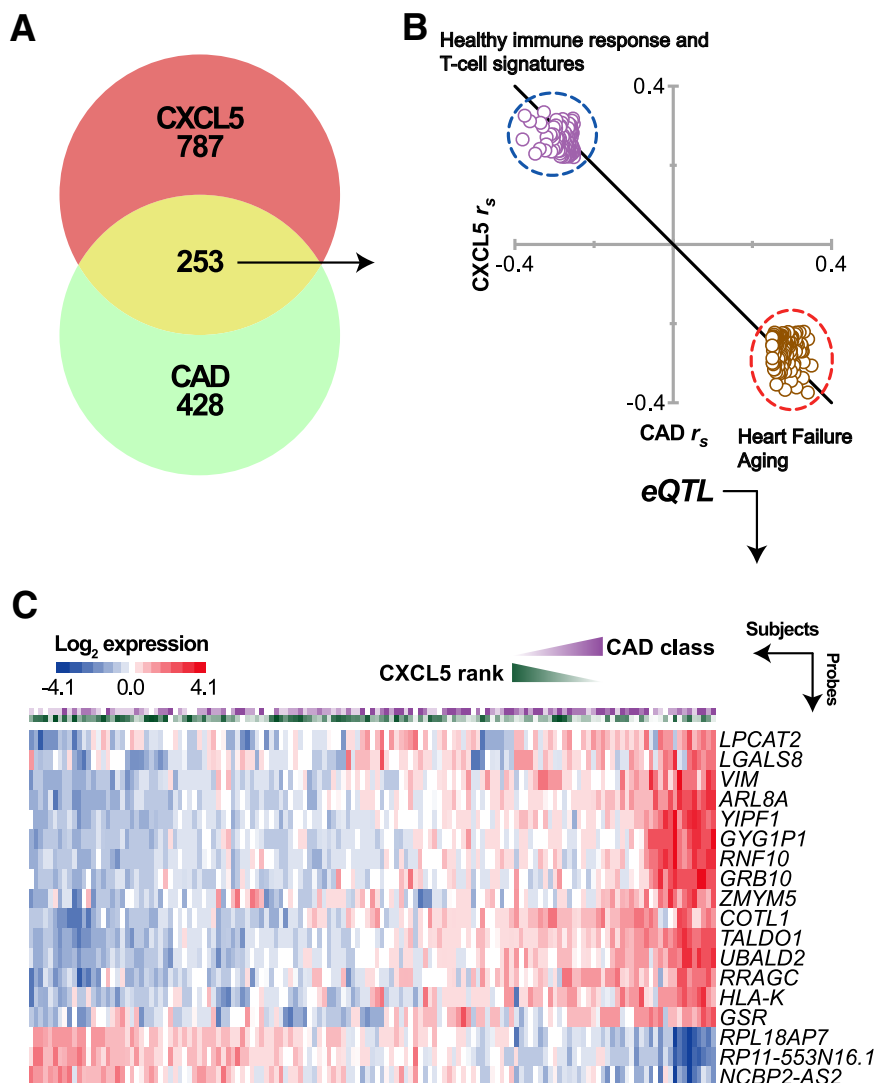 A
CXCL5
787
253
CAD
428
B
Healthy immune response and
T-cell signatures
0.4
CXCL5 rs
-0.4
0.4
-0.4
CAD rs
Heart Failure
Aging
eQTL
C
Log2 expression
-4.1 0.0 4.1
CAD class
CXCL5 rank
Subjects
Probes
LPCAT2
LGALS8
VIM
ARL8A
YIPF1
GYG1P1
RNF10
GRB10
ZMYM5
COTL1
TALDO1
UBALD2
RRAGC
HLA-K
GSR
RPL18AP7
RP11-553N16.1
NCBP2-AS2